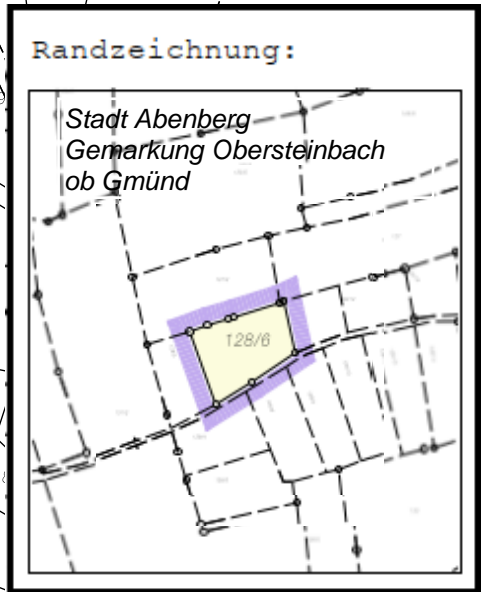 Randzeichnung:
Stadt Abenberg
Gemarkung Obersteinbach
ob Gmünd
128/6